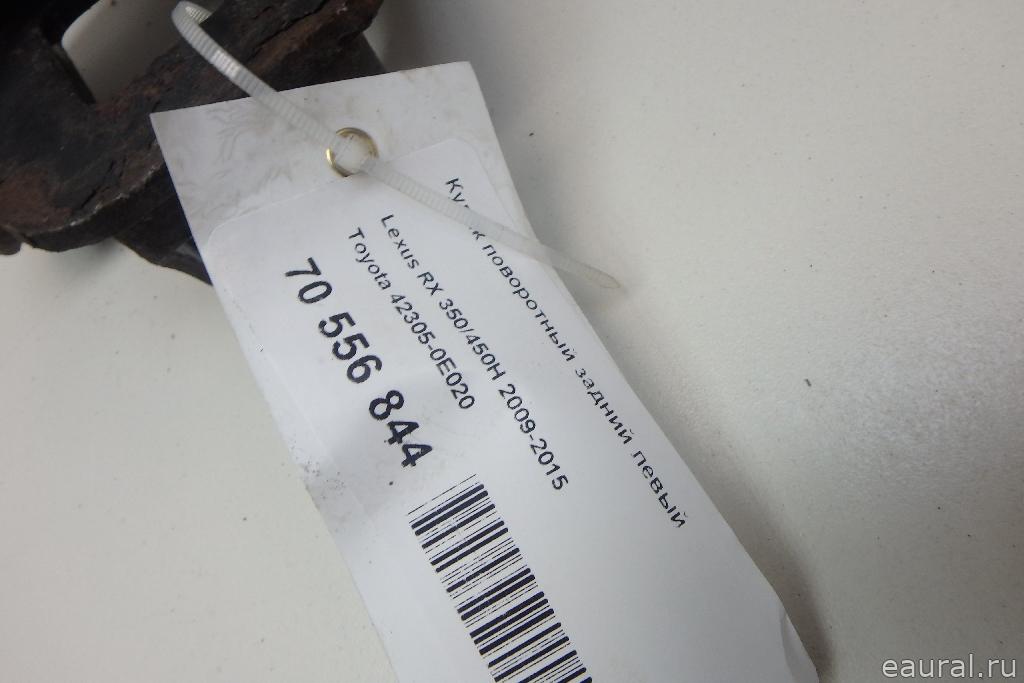 поворотный задний левый
Lexus RX 350/450H 2009-2015
Toyota 42305-0E020
70 556 844
eaural.ru